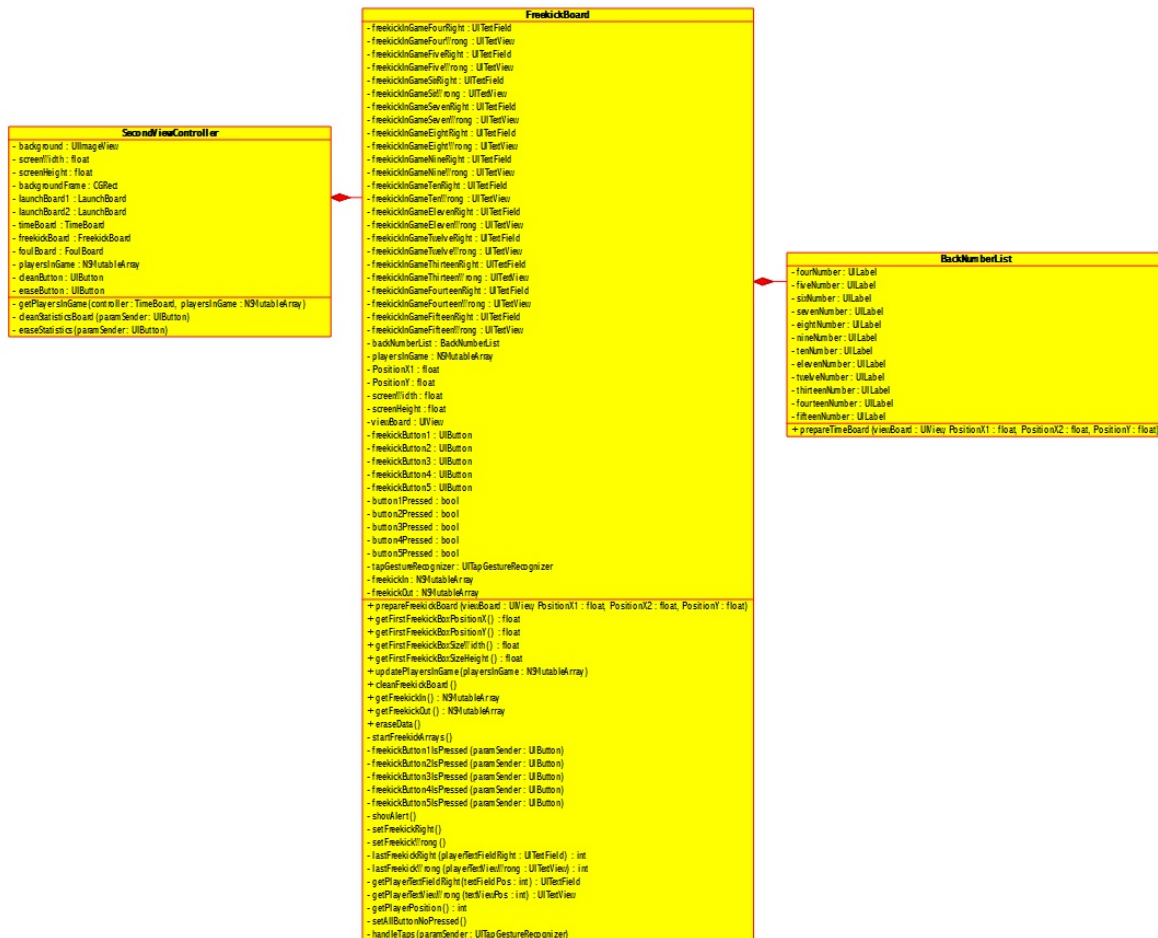 SecondViewController
- background : UIImageView
- screenWidth : float
- screenHeight : float
- backgroundFrame : CGRect
- launchBoard1 : LaunchBoard
- launchBoard2 : LaunchBoard
- timeBoard : TimeBoard
- freekickBoard : FreekickBoard
- foulBoard : FoulBoard
- playersInGame : NSMutableArray
- cleanButton : UIButton
- eraseButton : UIButton
- getPlayersInGame(controller : TimeBoard, playersInGame : NSMutableArray)
- cleanStatisticsBoard(paramSender : UIButton)
- eraseStatistics(paramSender : UIButton)
FreekickBoard
- freekickInGameFourRight : UITextField
- freekickInGameFourWrong : UITextView
- freekickInGameFiveRight : UITextField
- freekickInGameFiveWrong : UITextView
- freekickInGameSixRight : UITextField
- freekickInGameSixWrong : UITextView
- freekickInGameSevenRight : UITextField
- freekickInGameSevenWrong : UITextView
- freekickInGameEightRight : UITextField
- freekickInGameEightWrong : UITextView
- freekickInGameNineRight : UITextField
- freekickInGameNineWrong : UITextView
- freekickInGameTenRight : UITextField
- freekickInGameTenWrong : UITextView
- freekickInGameElevenRight : UITextField
- freekickInGameElevenWrong : UITextView
- freekickInGameTwelveRight : UITextField
- freekickInGameTwelveWrong : UITextView
- freekickInGameThirteenRight : UITextField
- freekickInGameThirteenWrong : UITextView
- freekickInGameFourteenRight : UITextField
- freekickInGameFourteenWrong : UITextView
- freekickInGameFifteenRight : UITextField
- freekickInGameFifteenWrong : UITextView
- backNumberList : BackNumberList
- playersInGame : NSMutableArray
- PositionX1 : float
- PositionY : float
- screenWidth : float
- screenHeight : float
- viewBoard : UIView
- freekickButton1 : UIButton
- freekickButton2 : UIButton
- freekickButton3 : UIButton
- freekickButton4 : UIButton
- freekickButton5 : UIButton
- button1Pressed : bool
- button2Pressed : bool
- button3Pressed : bool
- button4Pressed : bool
- button5Pressed : bool
- tapGestureRecognizer : UITapGestureRecognizer
- freekickIn : NSMutableArray
- freekickOut : NSMutableArray
+ prepareFreekickBoard(viewBoard : UIView, PositionX1 : float, PositionX2 : float, PositionY : float)
+ getFirstFreekickBoxPositionX() : float
+ getFirstFreekickBoxPositionY() : float
+ getFirstFreekickBoxSizeWidth() : float
+ getFirstFreekickBoxSizeHeight() : float
+ updatePlayersInGame(playersInGame : NSMutableArray)
+ cleanFreekickBoard()
+ getFreekickIn() : NSMutableArray
+ getFreekickOut() : NSMutableArray
+ eraseData()
- startFreekickArrays()
- freekickButton1IsPressed(paramSender : UIButton)
- freekickButton2IsPressed(paramSender : UIButton)
- freekickButton3IsPressed(paramSender : UIButton)
- freekickButton4IsPressed(paramSender : UIButton)
- freekickButton5IsPressed(paramSender : UIButton)
- showAlert()
- setFreekickRight()
- setFreekickWrong()
- lastFreekickRight(playerTextFieldRight : UITextField) : int
- lastFreekickWrong(playerTextViewWrong : UITextView) : int
- getPlayerTextFieldRight(textFieldPos : int) : UITextField
- getPlayerTextViewWrong(textViewPos : int) : UITextView
- getPlayerPosition() : int
- setAllButtonNoPressed()
- handleTaps(paramSender : UITapGestureRecognizer)
BackNumberList
- fourNumber : UILabel
- fiveNumber : UILabel
- sixNumber : UILabel
- sevenNumber : UILabel
- eightNumber : UILabel
- nineNumber : UILabel
- tenNumber : UILabel
- elevenNumber : UILabel
- twelveNumber : UILabel
- thirteenNumber : UILabel
- fourteenNumber : UILabel
- fifteenNumber : UILabel
+ prepareTimeBoard(viewBoard : UIView, PositionX1 : float, PositionX2 : float, PositionY : float)